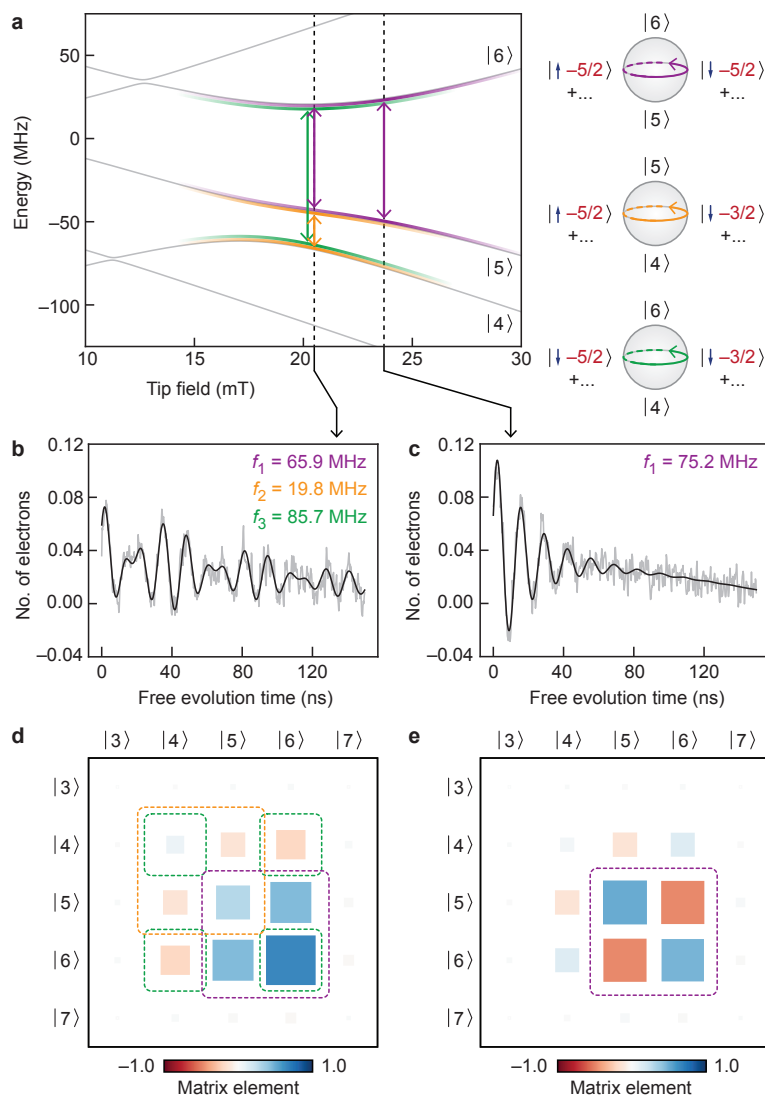 a
50
0
−50
−100
Energy (MHz)
10
15
20
25
30
Tip field (mT)
|6⟩
|5⟩
|4⟩
|6⟩
|↑ −5/2⟩ +...
|↓ −5/2⟩ +...
|5⟩
|5⟩
|↑ −5/2⟩ +...
|↓ −3/2⟩ +...
|4⟩
|6⟩
|↓ −5/2⟩ +...
|↓ −3/2⟩ +...
|4⟩
b
0.12
0.08
0.04
0.00
−0.04
No. of electrons
f1 = 65.9 MHz
f2 = 19.8 MHz
f3 = 85.7 MHz
0 40 80 120
Free evolution time (ns)
c
0.12
0.08
0.04
0.00
−0.04
No. of electrons
f1 = 75.2 MHz
0 40 80 120
Free evolution time (ns)
d
|3⟩ |4⟩ |5⟩ |6⟩ |7⟩
|3⟩
|4⟩
|5⟩
|6⟩
|7⟩
−1.0 1.0
Matrix element
e
|3⟩ |4⟩ |5⟩ |6⟩ |7⟩
|3⟩
|4⟩
|5⟩
|6⟩
|7⟩
−1.0 1.0
Matrix element